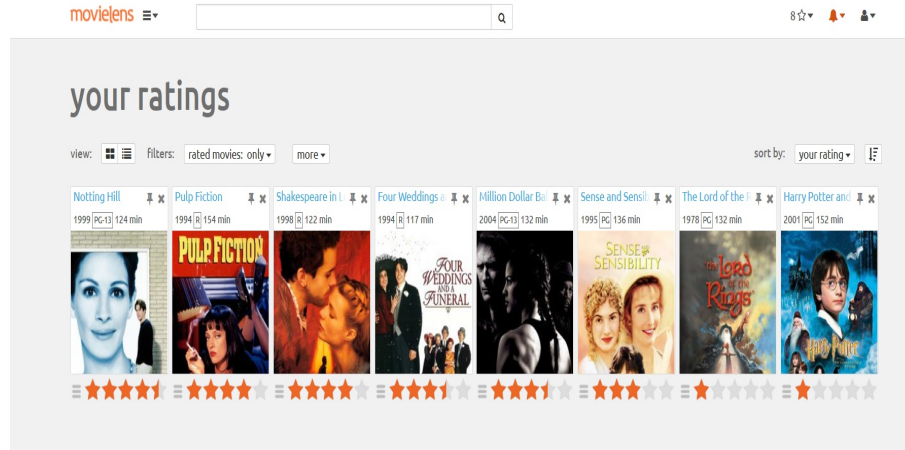 movielens
8
your ratings
view: filters: rated movies: only more sort by: your rating
Notting Hill Pulp Fiction Shakespeare in L Four Weddings a Million Dollar Ba Sense and Sensib The Lord of the R Harry Potter and
1999 PG-13 124 min 1994 R 154 min 1998 R 122 min 1994 R 117 min 2004 PG-13 132 min 1995 PG 136 min 1978 PG 132 min 2001 PG 152 min
PULP FICTION
FOUR
WEDDINGS
AND A
FUNERAL
SENSE
SENSIBILITY
the Lord
of the
Rings
Harry Potter